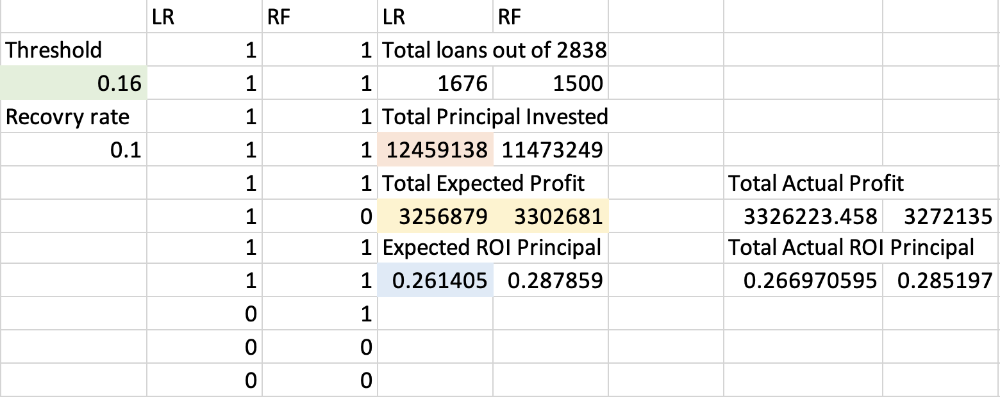 LR RF LR RF
Threshold 1 1 Total loans out of 2838
0.16 1 1 1676 1500
Recovry rate 1 1 Total Principal Invested
0.1 1 1 12459138 11473249
1 1 Total Expected Profit Total Actual Profit
1 0 3256879 3302681 3326223.458 3272135
1 1 Expected ROI Principal Total Actual ROI Principal
1 1 0.261405 0.287859 0.266970595 0.285197
0 1
0 0
0 0